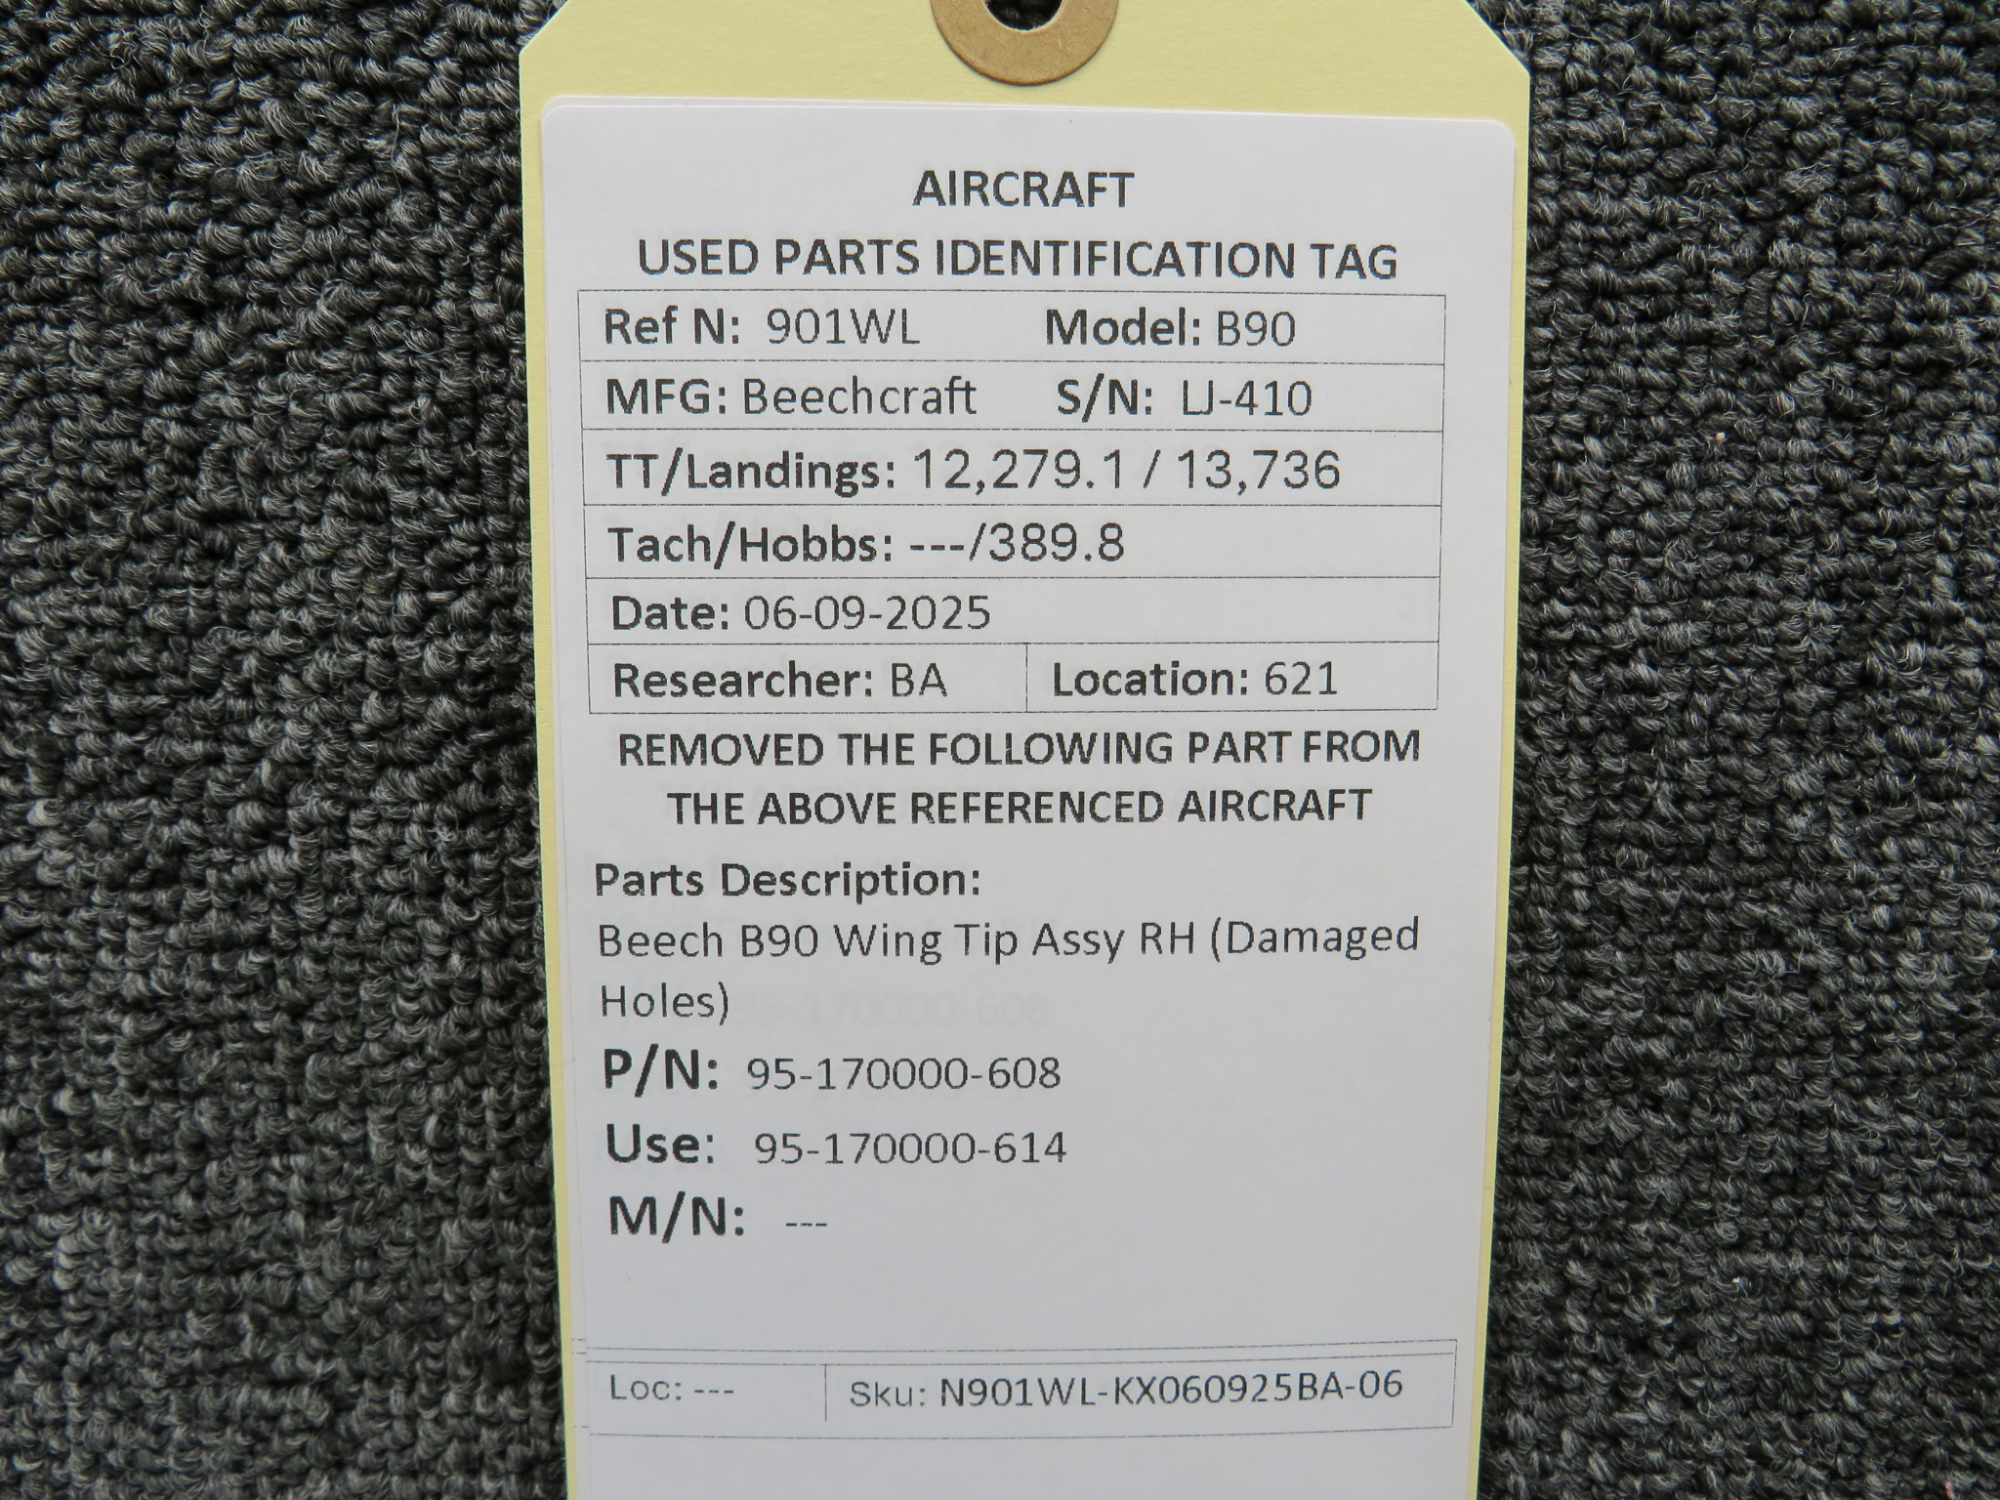 AIRCRAFT
USED PARTS IDENTIFICATION TAG
Ref N: 901WL Model: B90
MFG: Beechcraft S/N: LJ-410
TT/Landings: 12,279.1 / 13,736
Tach/Hobbs: ---/389.8
Date: 06-09-2025
Researcher: BA Location: 621
REMOVED THE FOLLOWING PART FROM
THE ABOVE REFERENCED AIRCRAFT
Parts Description:
Beech B90 Wing Tip Assy RH (Damaged
Holes)
P/N: 95-170000-608
Use: 95-170000-614
M/N: ---
Loc: --- Sku: N901WL-KX060925BA-06